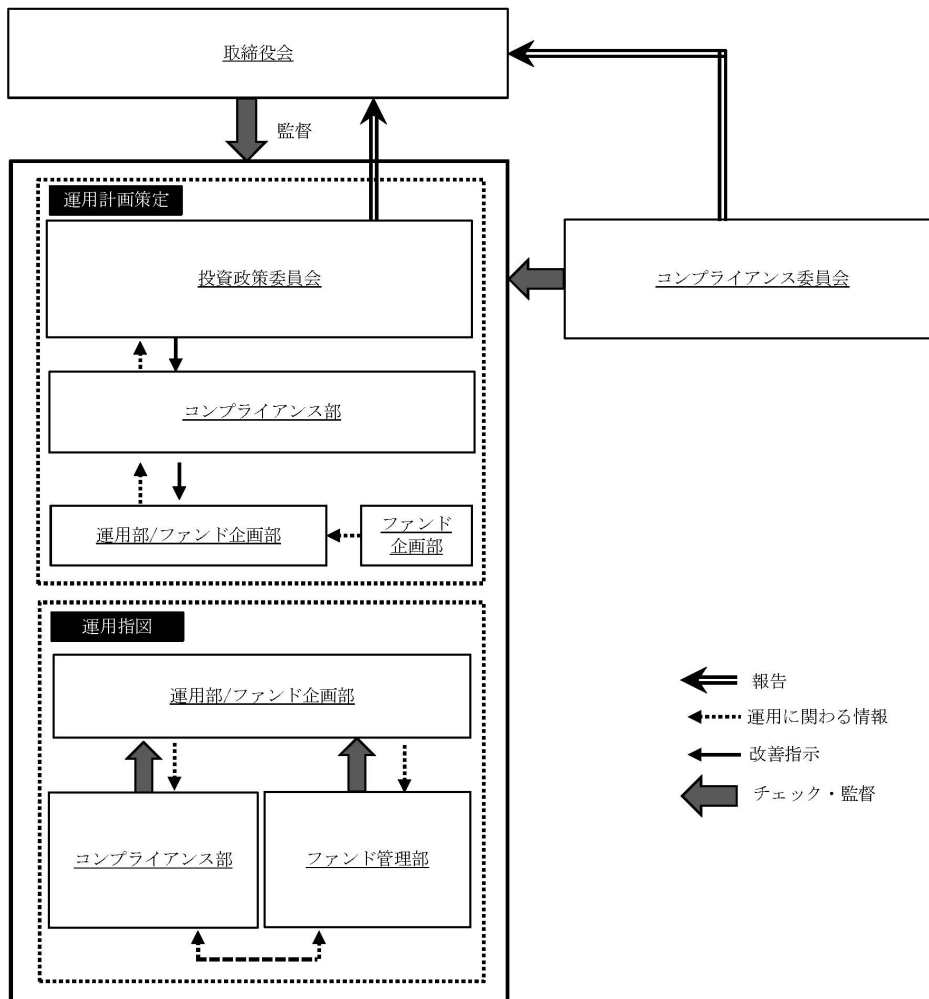 取締役会
監督
運用計画策定
投資政策委員会
コンプライアンス委員会
コンプライアンス部
運用部/ファンド企画部
ファンド
企画部
運用指図
運用部/ファンド企画部
コンプライアンス部
ファンド管理部
報告
運用に関わる情報
改善指示
チェック・監督